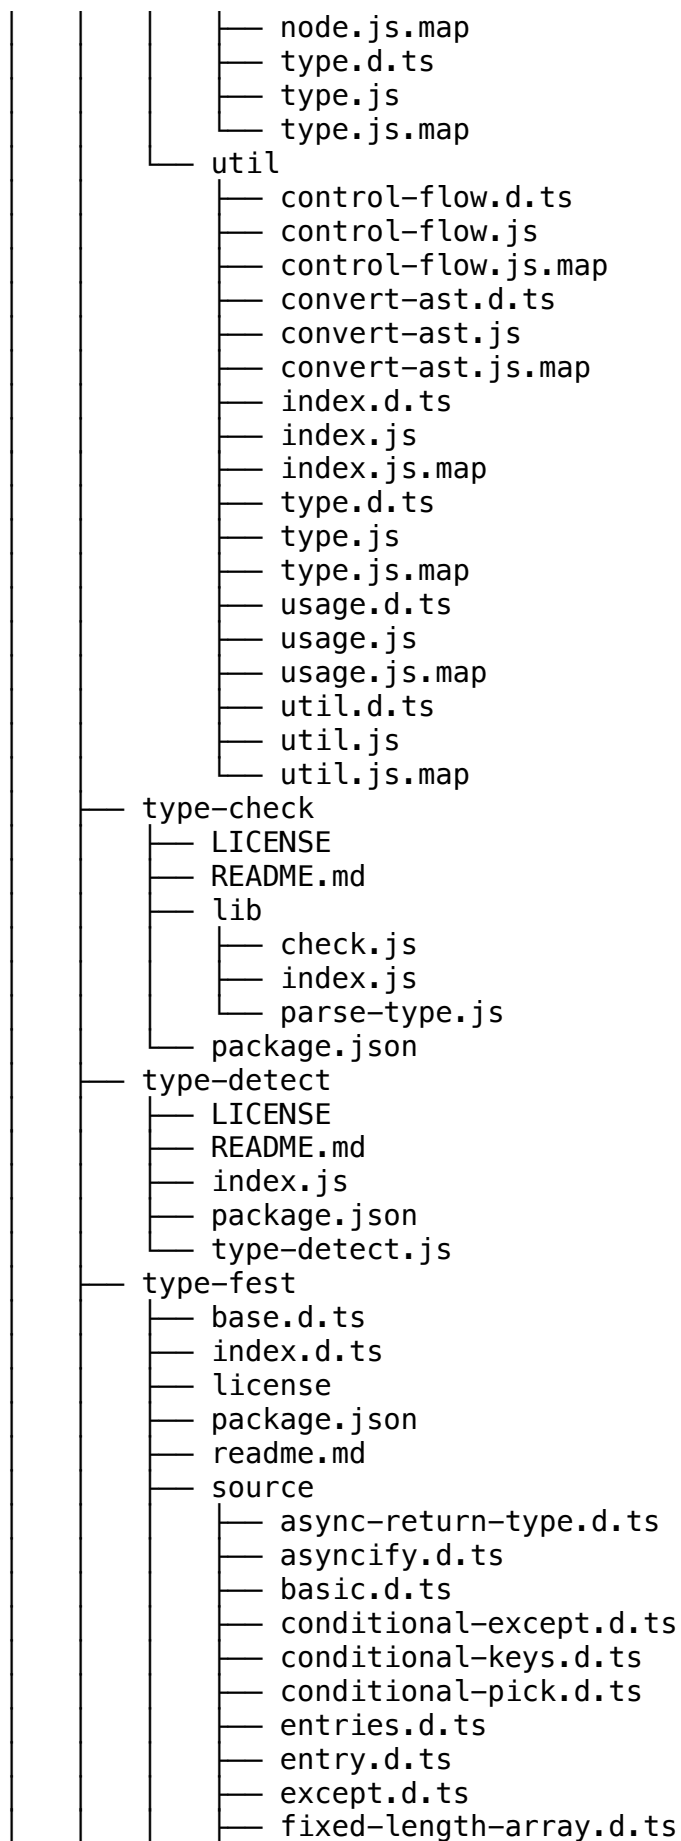 │   │   │   ├── node.js.map
│   │   │   ├── type.d.ts
│   │   │   ├── type.js
│   │   │   └── type.js.map
│   │   └── util
│   │       ├── control-flow.d.ts
│   │       ├── control-flow.js
│   │       ├── control-flow.js.map
│   │       ├── convert-ast.d.ts
│   │       ├── convert-ast.js
│   │       ├── convert-ast.js.map
│   │       ├── index.d.ts
│   │       ├── index.js
│   │       ├── index.js.map
│   │       ├── type.d.ts
│   │       ├── type.js
│   │       ├── type.js.map
│   │       ├── usage.d.ts
│   │       ├── usage.js
│   │       ├── usage.js.map
│   │       ├── util.d.ts
│   │       ├── util.js
│   │       └── util.js.map
│   ├── type-check
│   │   ├── LICENSE
│   │   ├── README.md
│   │   ├── lib
│   │   │   ├── check.js
│   │   │   ├── index.js
│   │   │   └── parse-type.js
│   │   └── package.json
│   ├── type-detect
│   │   ├── LICENSE
│   │   ├── README.md
│   │   ├── index.js
│   │   ├── package.json
│   │   └── type-detect.js
│   ├── type-fest
│   │   ├── base.d.ts
│   │   ├── index.d.ts
│   │   ├── license
│   │   ├── package.json
│   │   ├── readme.md
│   │   ├── source
│   │   │   ├── async-return-type.d.ts
│   │   │   ├── asyncify.d.ts
│   │   │   ├── basic.d.ts
│   │   │   ├── conditional-except.d.ts
│   │   │   ├── conditional-keys.d.ts
│   │   │   ├── conditional-pick.d.ts
│   │   │   ├── entries.d.ts
│   │   │   ├── entry.d.ts
│   │   │   ├── except.d.ts
│   │   │   ├── fixed-length-array.d.ts